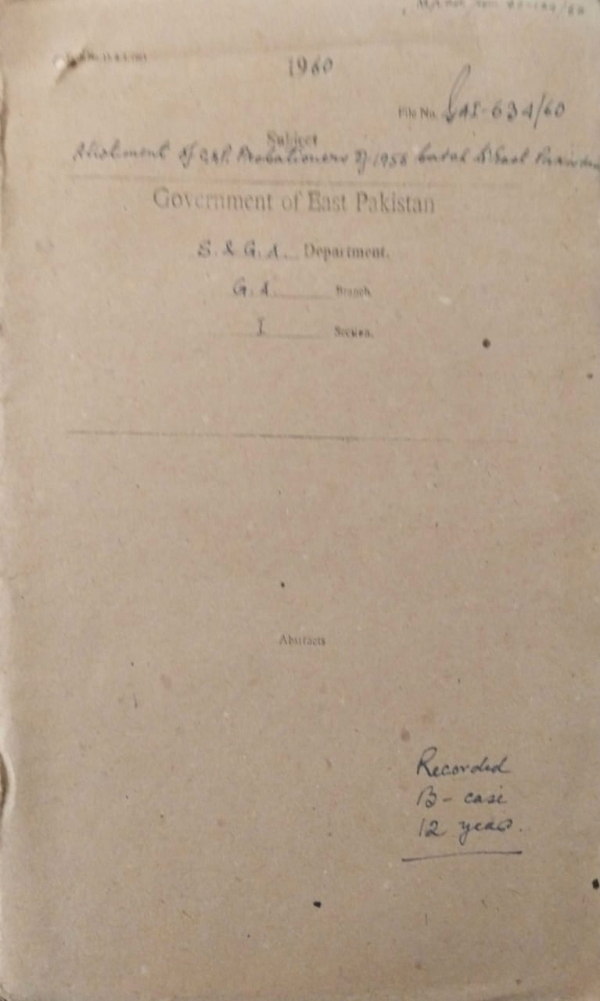 1960
File No. GAI-634/60
Subject
Allotment of C.S.P. Probationers of 1958 batch to East Pakistan
Government of East Pakistan
S. & G. A. Department.
G. A. Branch
I Section.
Abstracts
Recorded
B - case
12 years.